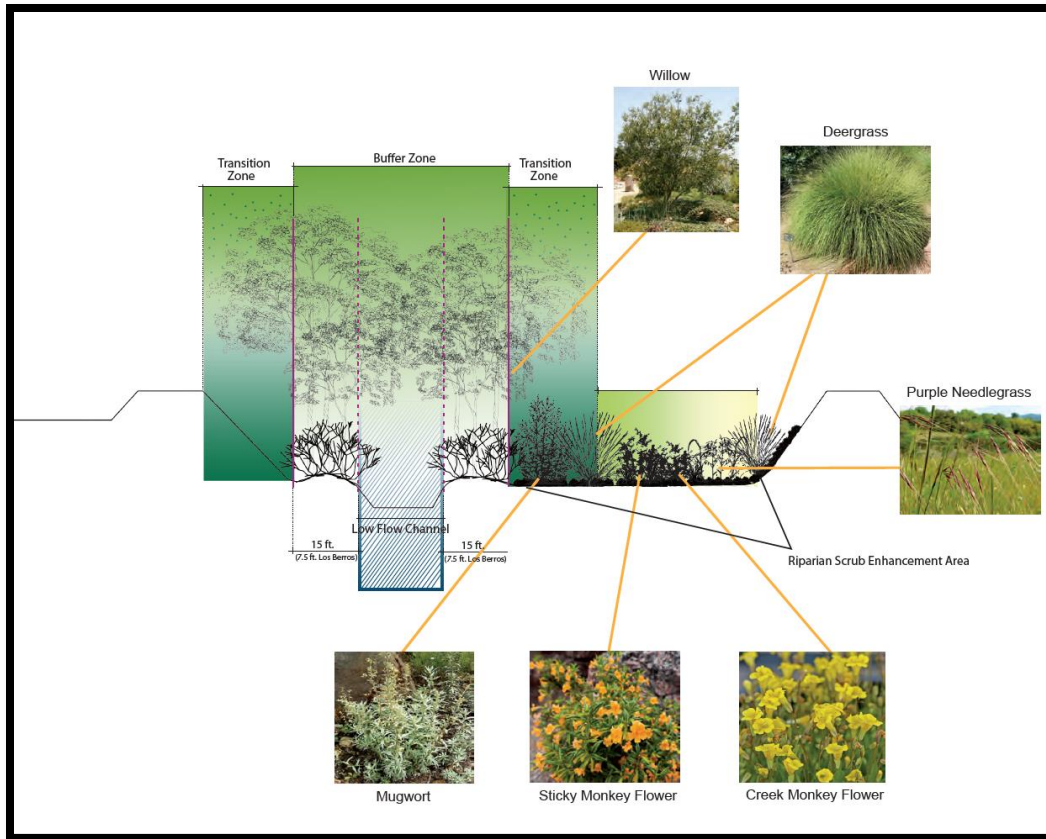 Willow
Deergrass
Buffer Zone
Transition
Zone
Transition
Zone
Purple Needlegrass
Low Flow Channel
15 ft.
(7.5 ft. Los Berros)
15 ft.
(7.5 ft. Los Berros)
Riparian Scrub Enhancement Area
Mugwort
Sticky Monkey Flower
Creek Monkey Flower